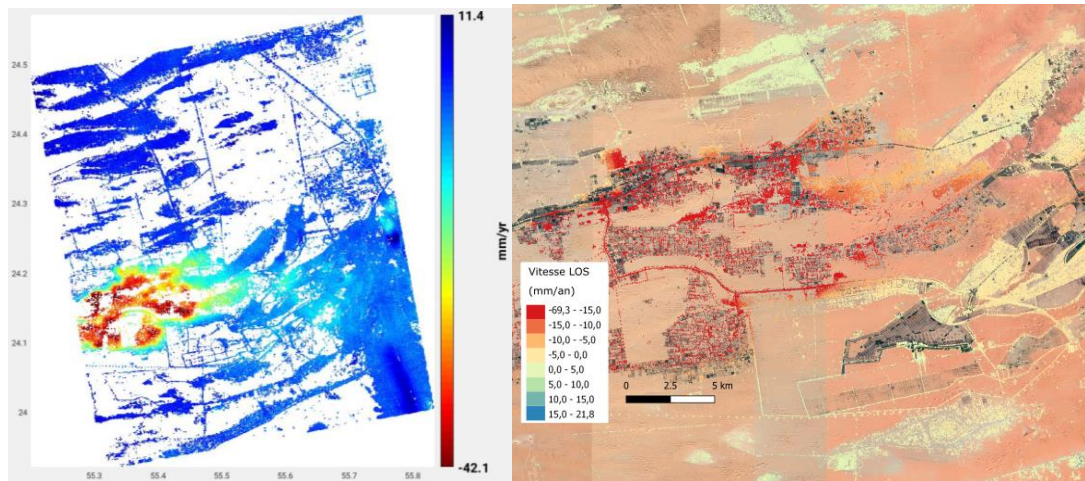 11.4
24.5
24.4
24.3
24.2
24.1
24
55.3
55.4
55.5
55.6
55.7
55.8
mm/yr
-42.1
Vitesse LOS
(mm/an)
-69,3 - -15,0
-15,0 - -10,0
-10,0 - -5,0
-5,0 - 0,0
0,0 - 5,0
5,0 - 10,0
10,0 - 15,0
15,0 - 21,8
0 2.5 5 km